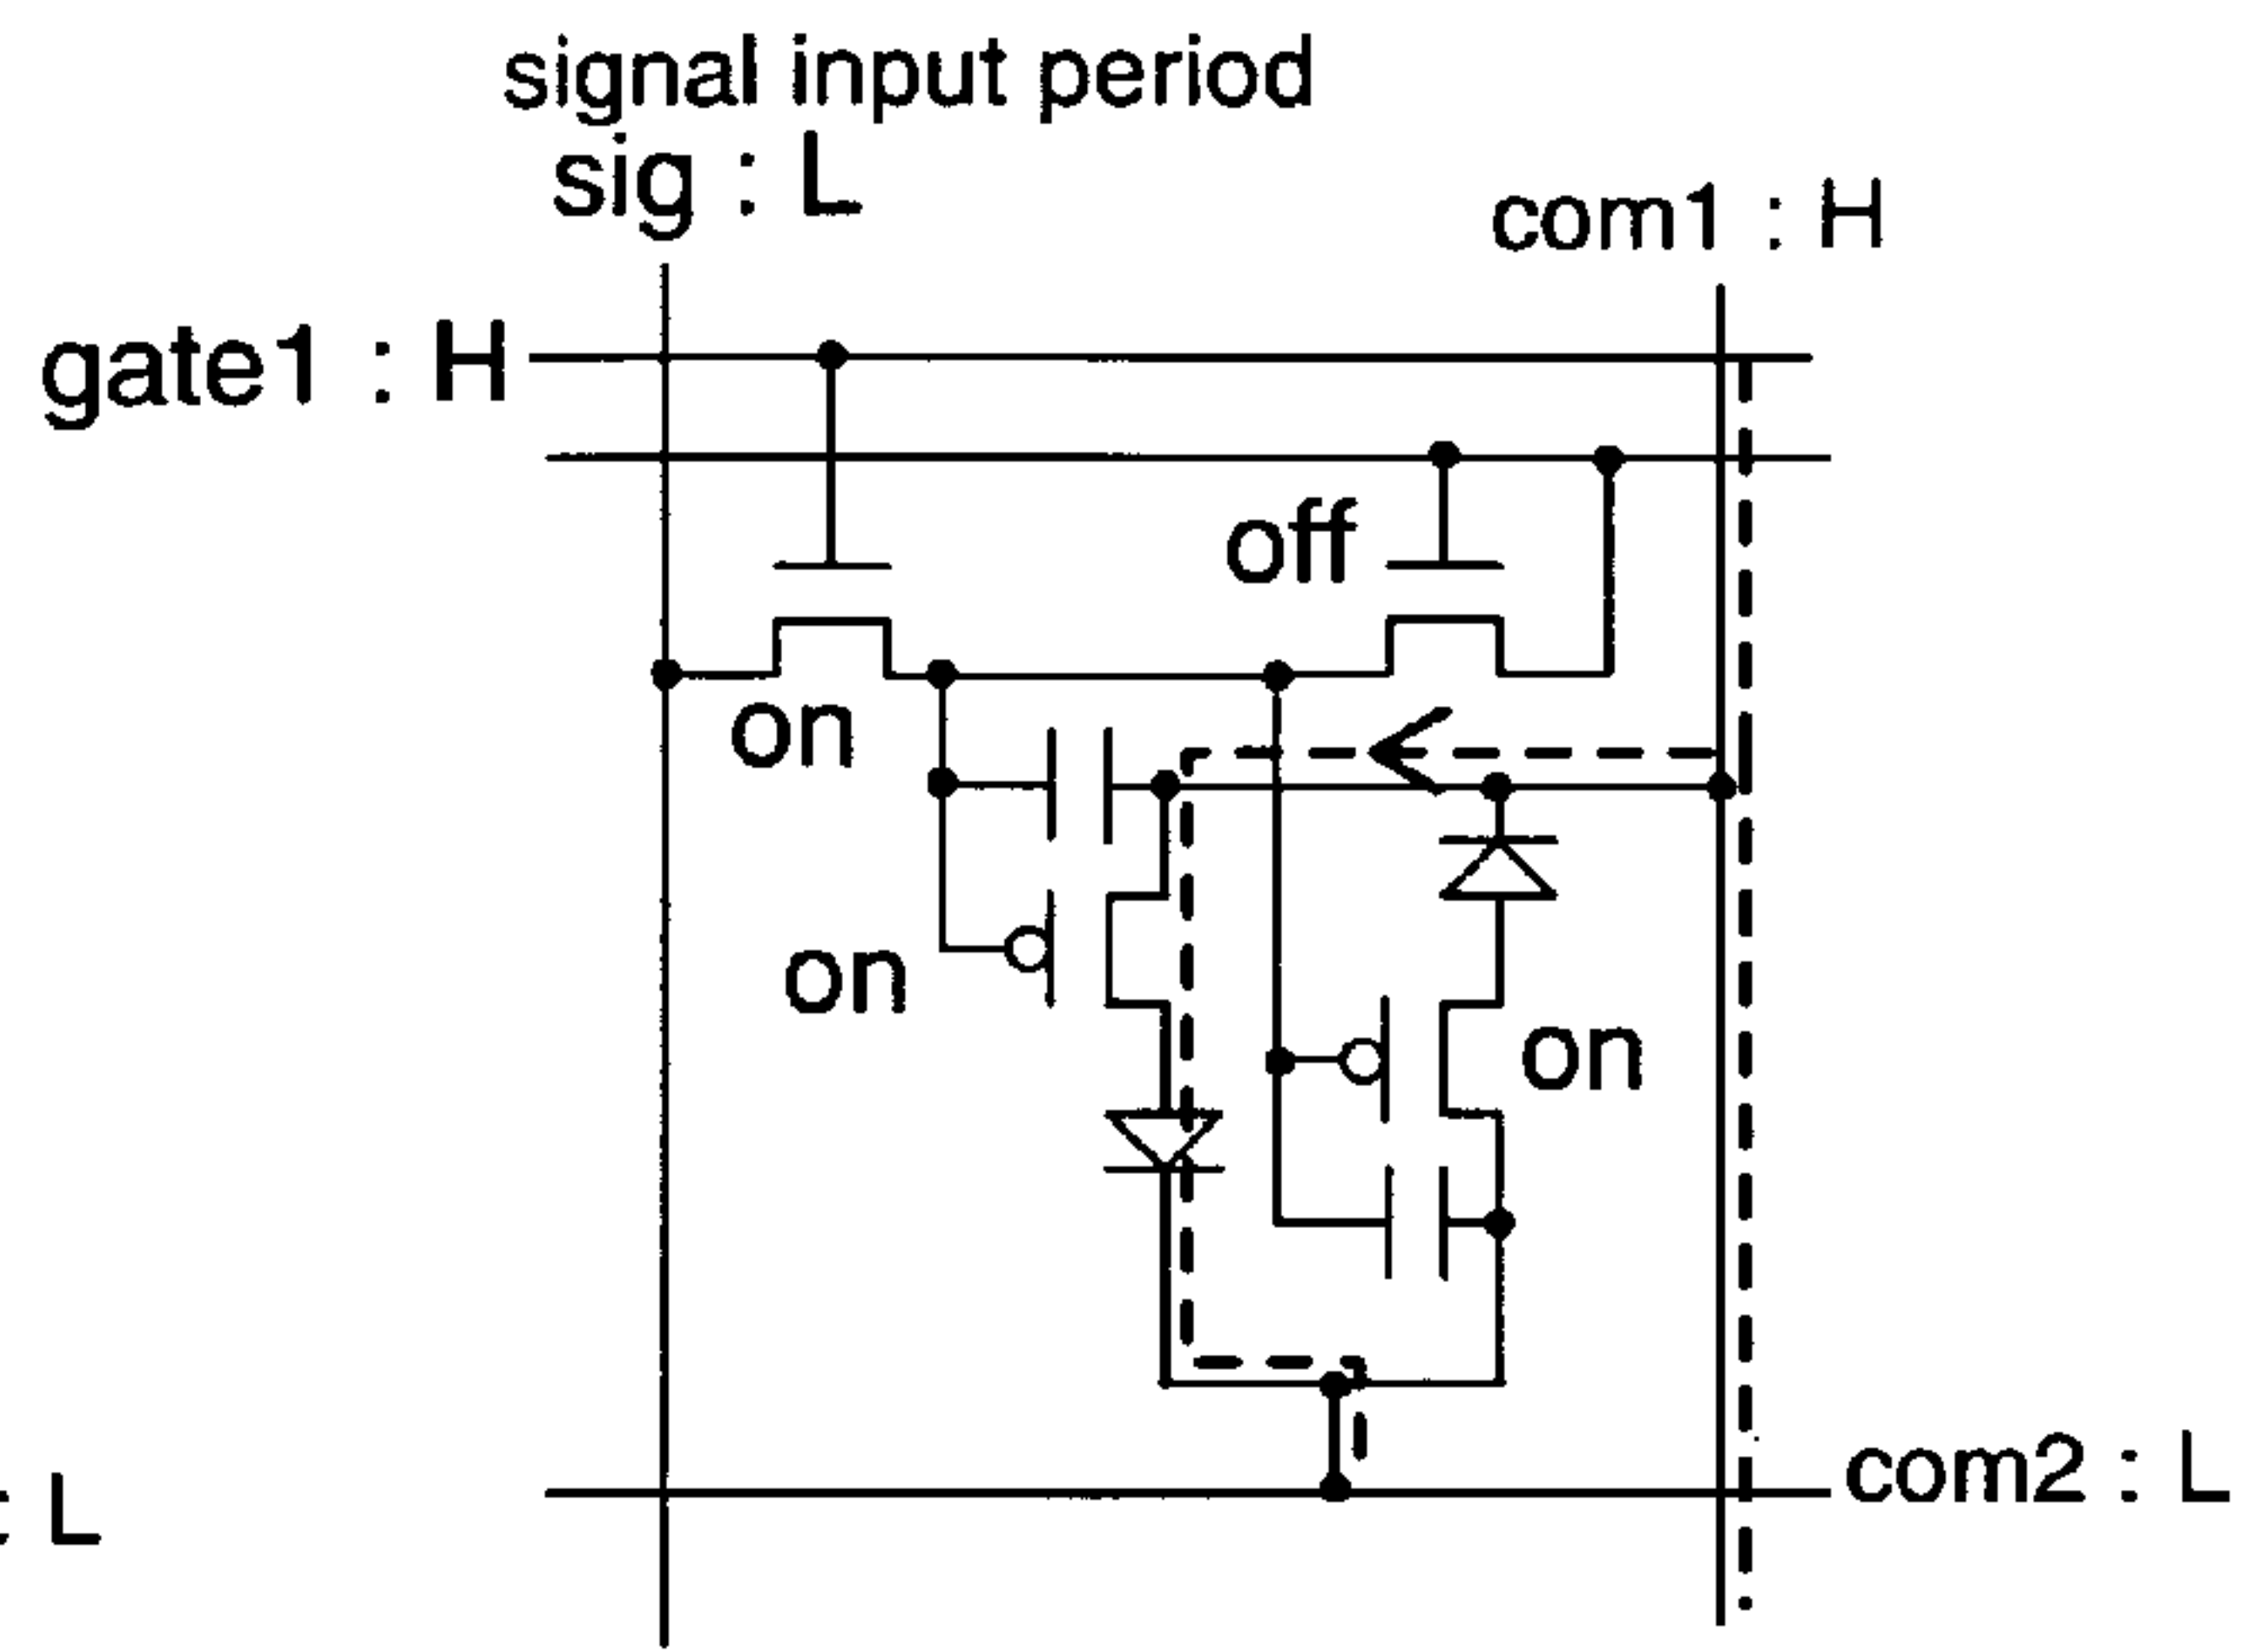 signal input period
sig : L
com1 : H
gate1 : H
off
on
on
on
com2 : L
: L